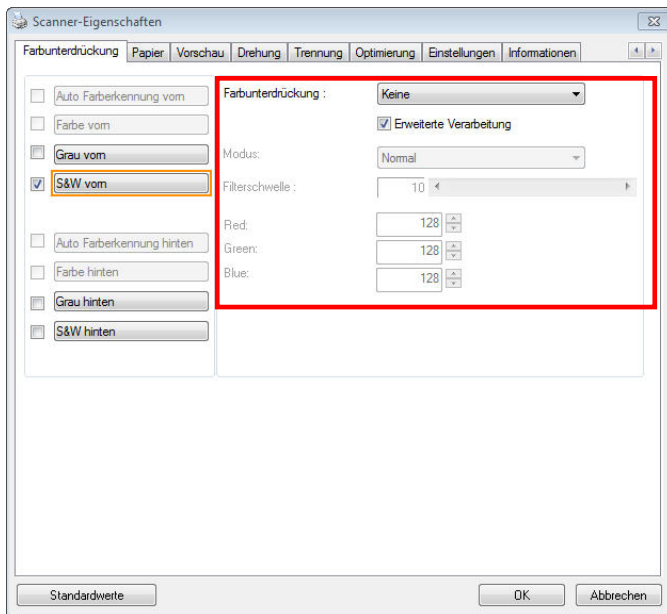 Scanner-Eigenschaften
Farbunterdrückung Papier Vorschau Drehung Trennung Optimierung Einstellungen Informationen
Auto Farberkennung vorn
Farbe vorn
Grau vorn
S&W vorn
Auto Farberkennung hinten
Farbe hinten
Grau hinten
S&W hinten
Farbunterdrückung : Keine
Erweiterte Verarbeitung
Modus: Normal
Filterschwelle : 10
Red: 128
Green: 128
Blue: 128
Standardwerte OK Abbrechen